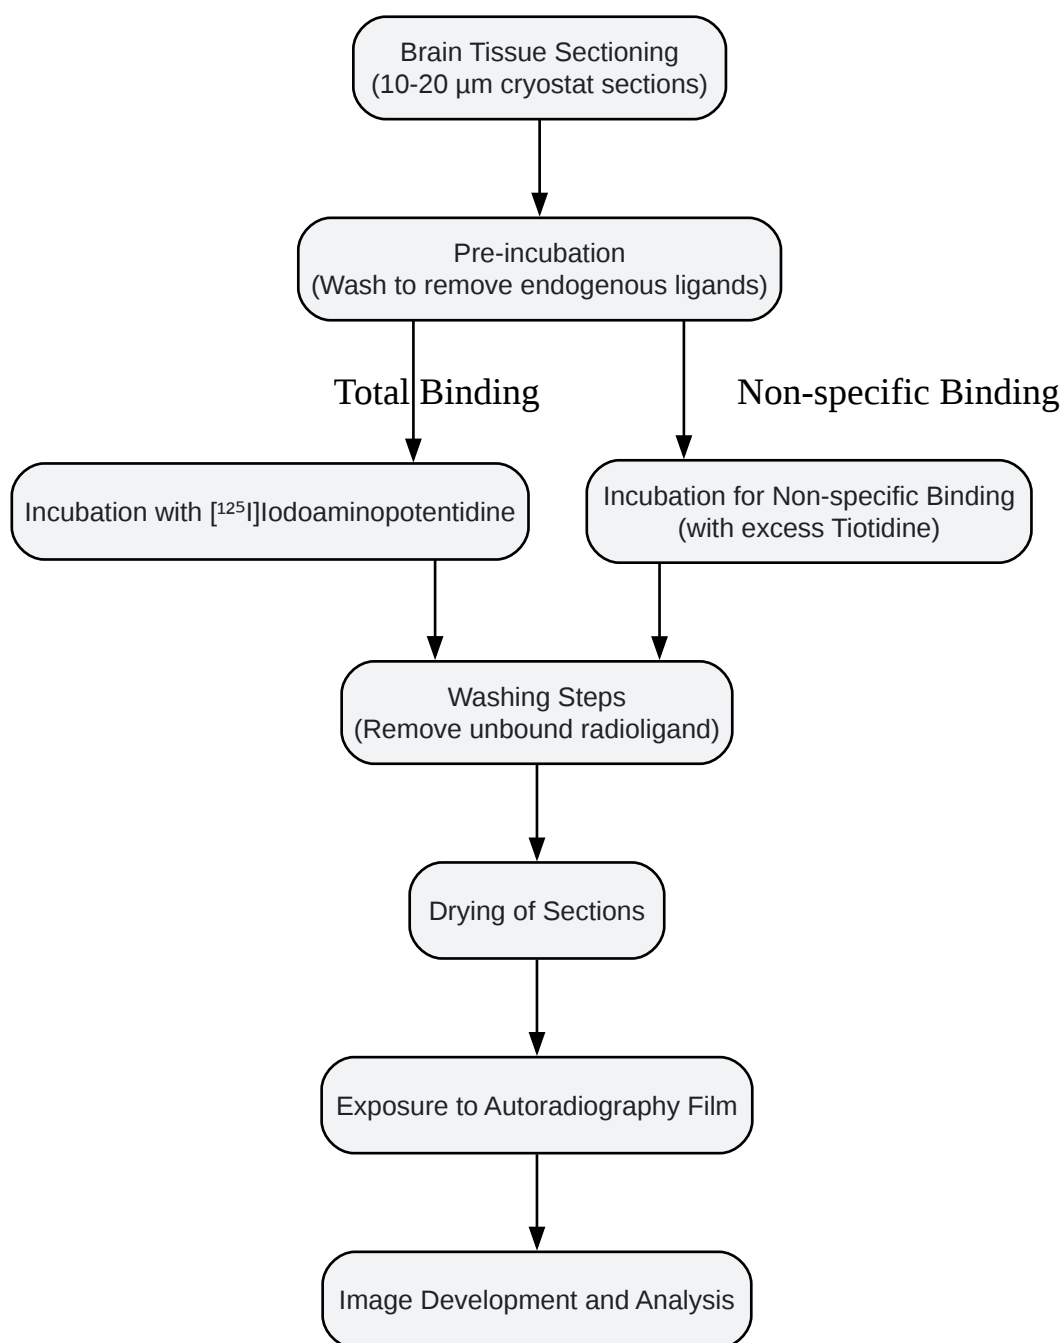 Brain Tissue Sectioning
(10-20 µm cryostat sections)
Pre-incubation
(Wash to remove endogenous ligands)
Total Binding
Non-specific Binding
Incubation with [¹²⁵I]Iodoaminopotentidine
Incubation for Non-specific Binding
(with excess Tiotidine)
Washing Steps
(Remove unbound radioligand)
Drying of Sections
Exposure to Autoradiography Film
Image Development and Analysis